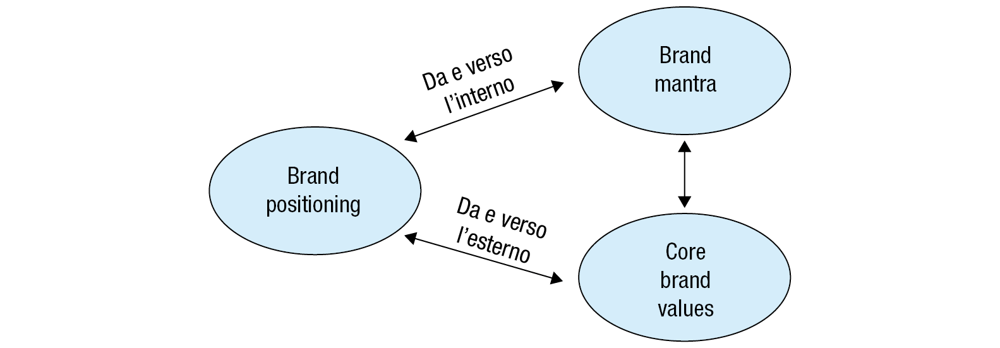 Brand
mantra
Da e verso
l’interno
Brand
positioning
Da e verso
l’esterno
Core
brand
values